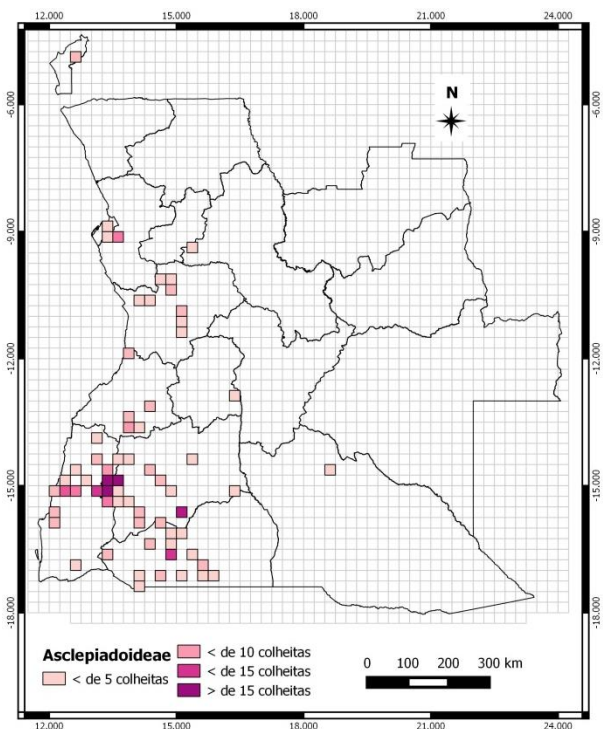 12.000 15.000 18.000 21.000 24.000
-6.000
-9.000
-12.000
-15.000
-18.000
N
Asclepiadoideae
< de 5 colheitas
< de 10 colheitas
< de 15 colheitas
> de 15 colheitas
0 100 200 300 km
-6.000
-9.000
-12.000
-15.000
-18.000
12.000 15.000 18.000 21.000 24.000